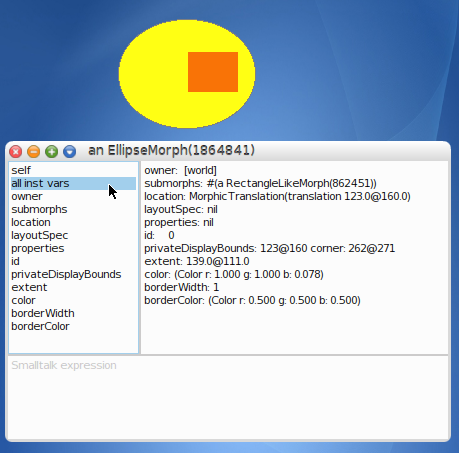 an EllipseMorph(1864841)
self
all inst vars
owner
submorphs
location
layoutSpec
properties
id
privateDisplayBounds
extent
color
borderWidth
borderColor
owner: [world]
submorphs: #(a RectangleLikeMorph(862451))
location: MorphicTranslation(translation 123.0@160.0)
layoutSpec: nil
properties: nil
id: 0
privateDisplayBounds: 123@160 corner: 262@271
extent: 139.0@111.0
color: (Color r: 1.000 g: 1.000 b: 0.078)
borderWidth: 1
borderColor: (Color r: 0.500 g: 0.500 b: 0.500)
Smalltalk expression